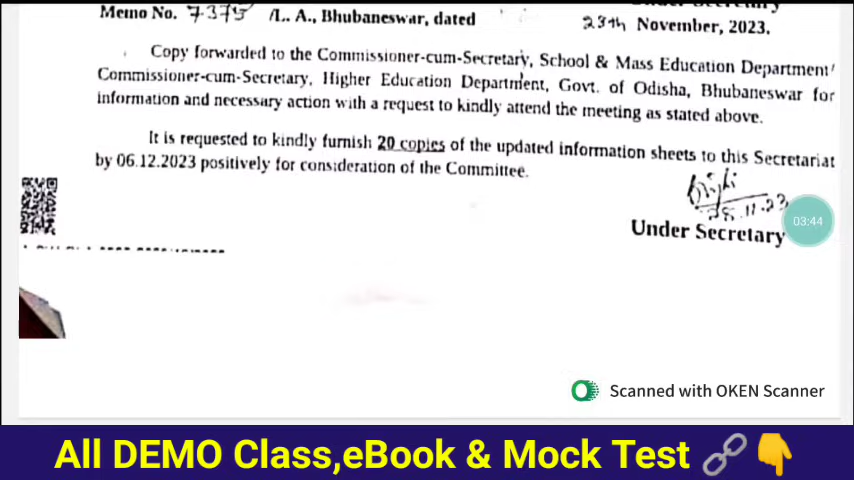 Under Secretary
Memo No. 7375 /L. A., Bhubaneswar, dated 23th November, 2023.
Copy forwarded to the Commissioner-cum-Secretary, School & Mass Education Department/
Commissioner-cum-Secretary, Higher Education Department, Govt. of Odisha, Bhubaneswar for
information and necessary action with a request to kindly attend the meeting as stated above.
It is requested to kindly furnish 20 copies of the updated information sheets to this Secretariat
by 06.12.2023 positively for consideration of the Committee.
11.23
03:44
Under Secretary
Scanned with OKEN Scanner
All DEMO Class,eBook & Mock Test